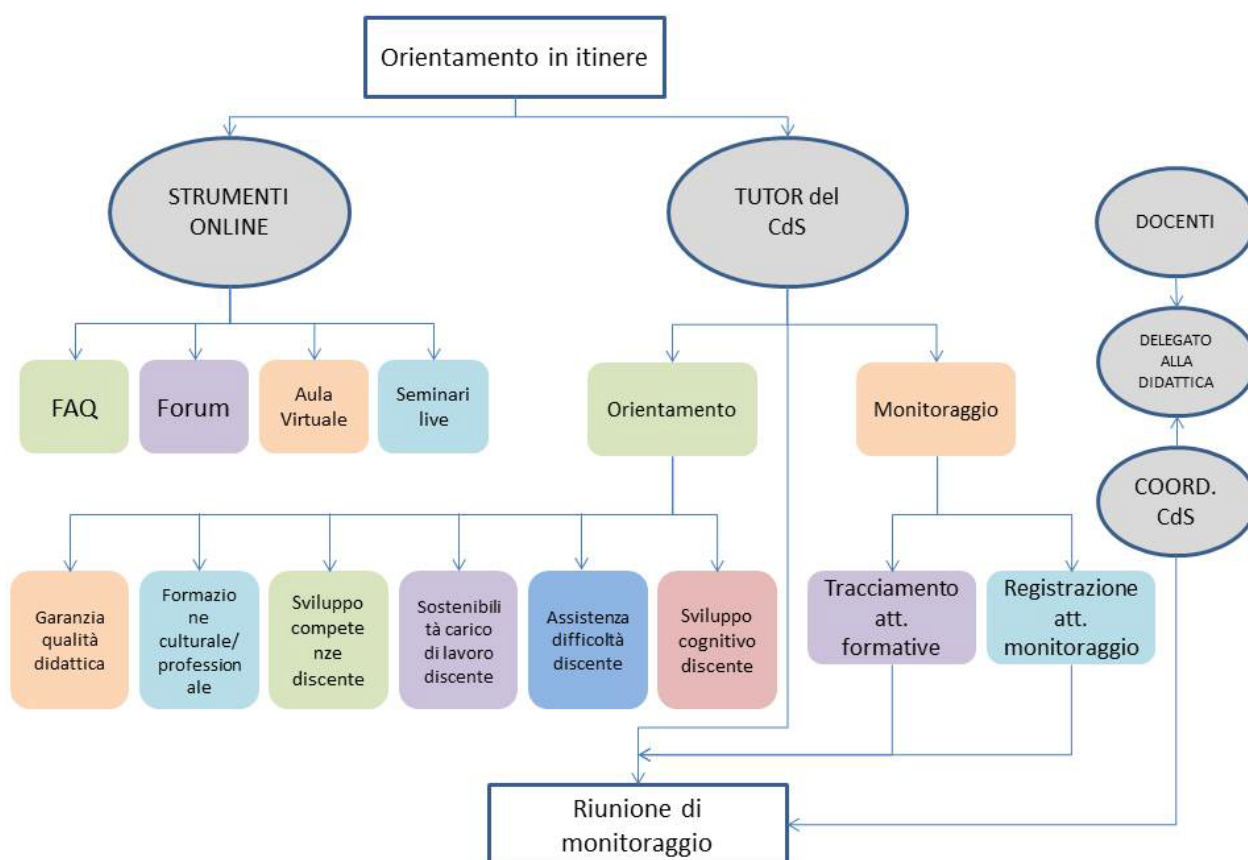 Orientamento in itinere
STRUMENTI
ONLINE
TUTOR del
CdS
DOCENTI
DELEGATO
ALLA
DIDATTICA
COORD.
CdS
FAQ
Forum
Aula
Virtuale
Seminari
live
Orientamento
Monitoraggio
Garanzia
qualità
didattica
Formazio
ne
culturale/
profession
ale
Sviluppo
compete
nze
discente
Sostenibili
tà carico
di lavoro
discente
Assistenza
difficoltà
discente
Sviluppo
cognitivo
discente
Tracciamento
att.
formative
Registrazione
att.
monitoraggio
Riunione di
monitoraggio